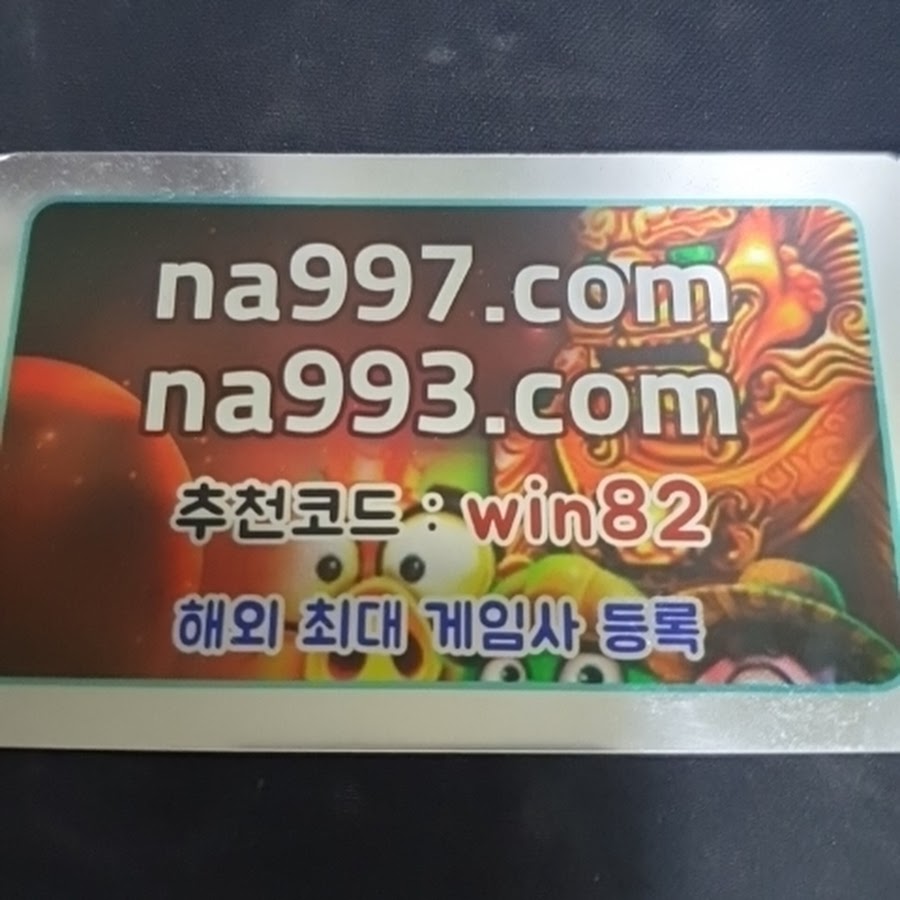 na997.com
na993.com
추천코드 : win82
해외 최대 게임사 등록